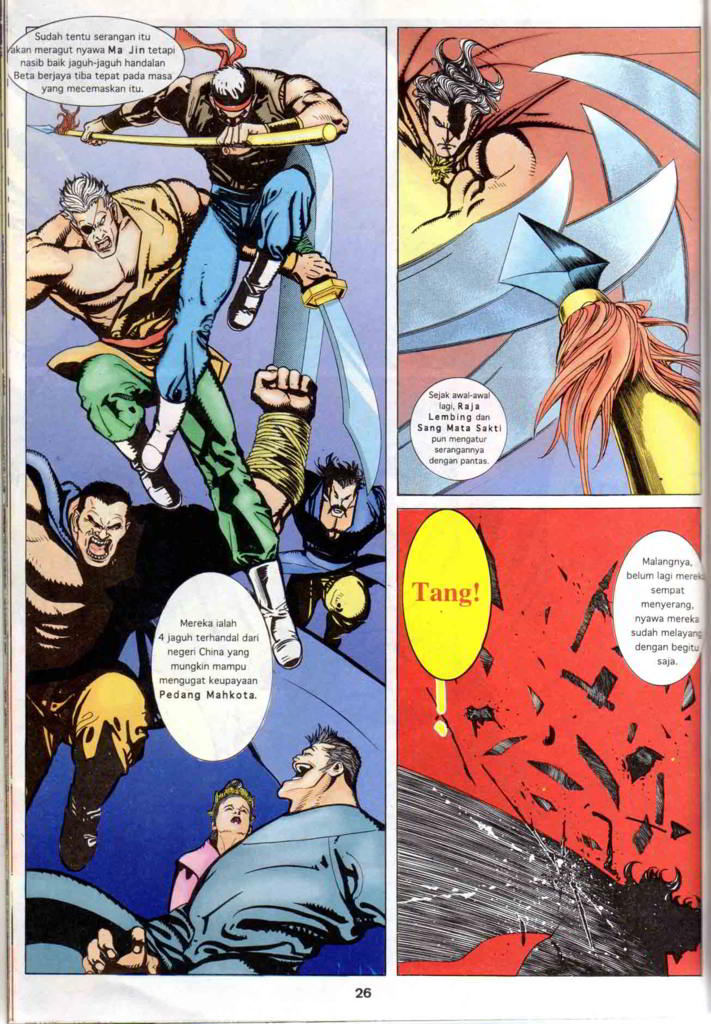 Sudah tentu serangan itu
akan meragut nyawa Ma Jin tetapi
nasib baik jaguh-jaguh handalan
Beta berjaya tiba tepat pada masa
yang mecemaskan itu.
Mereka ialah
4 jaguh terhandal dari
negeri China yang
mungkin mampu
mengugat keupayaan
Pedang Mahkota.
Sejak awal-awal
lagi, Raja
Lembing dan
Sang Mata Sakti
pun mengatur
serangannya
dengan pantas.
Tang!
Malangnya,
belum lagi mereka
sempat
menyerang,
nyawa mereka
sudah melayang
dengan begitu
saja.
26